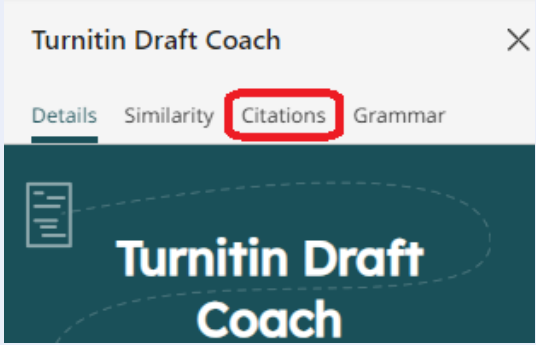 Turnitin Draft Coach
Details Similarity Citations Grammar
Turnitin Draft
Coach